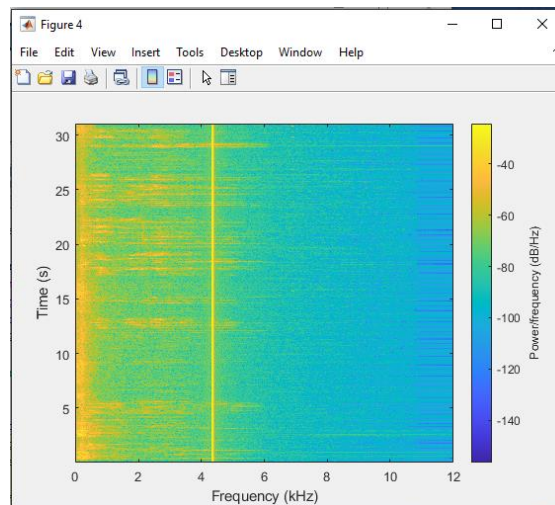 Figure 4
File Edit View Insert Tools Desktop Window Help
30
25
20
15
10
5
Time (s)
0 2 4 6 8 10 12
Frequency (kHz)
-40
-60
-80
-100
-120
-140
Power/frequency (dB/Hz)